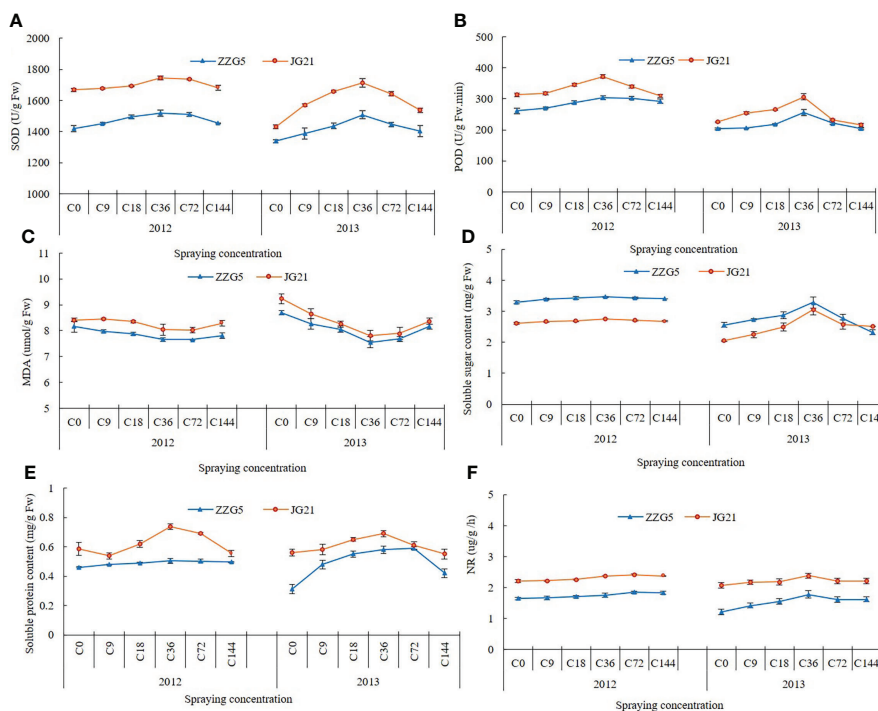 A
ZZG5 JG21
SOD (U/g Fw)
2000
1800
1600
1400
1200
1000
C0 C9 C18 C36 C72 C144 C0 C9 C18 C36 C72 C144
2012 2013
Spraying concentration
B
ZZG5 JG21
POD (U/g Fw.min)
500
400
300
200
100
0
C0 C9 C18 C36 C72 C144 C0 C9 C18 C36 C72 C144
2012 2013
Spraying concentration
C
ZZG5 JG21
MDA (nmol/g Fw)
11
10
9
8
7
6
5
C0 C9 C18 C36 C72 C144 C0 C9 C18 C36 C72 C144
2012 2013
Spraying concentration
D
ZZG5 JG21
Soluble sugar content (mg/g Fw)
5
4
3
2
1
0
C0 C9 C18 C36 C72 C144 C0 C9 C18 C36 C72 C144
2012 2013
Spraying concentration
E
ZZG5 JG21
Soluble protein content (mg/g Fw)
1
0.8
0.6
0.4
0.2
0
C0 C9 C18 C36 C72 C144 C0 C9 C18 C36 C72 C144
2012 2013
Spraying concentration
F
ZZG5 JG21
NR (ug/g /h)
5
4
3
2
1
0
C0 C9 C18 C36 C72 C144 C0 C9 C18 C36 C72 C144
2012 2013
Spraying concentration